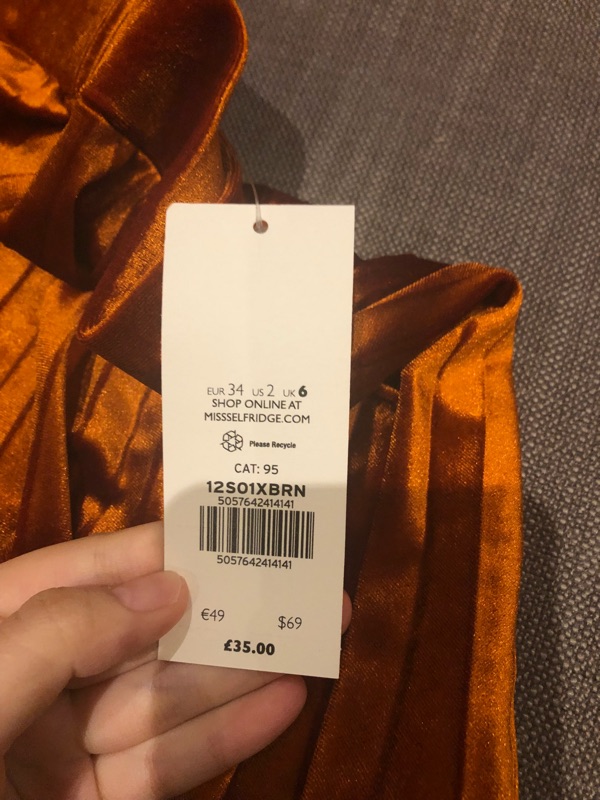 EUR 34 US 2 UK 6
SHOP ONLINE AT
MISSSELFRIDGE.COM
Please Recycle
CAT: 95
12S01XBRN
5057642414141
5057642414141
€49 $69
£35.00